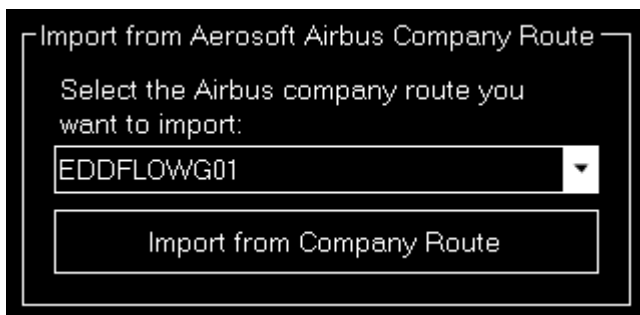 Import from Aerosoft Airbus Company Route
Select the Airbus company route you
want to import:
EDDFLOWG01
Import from Company Route